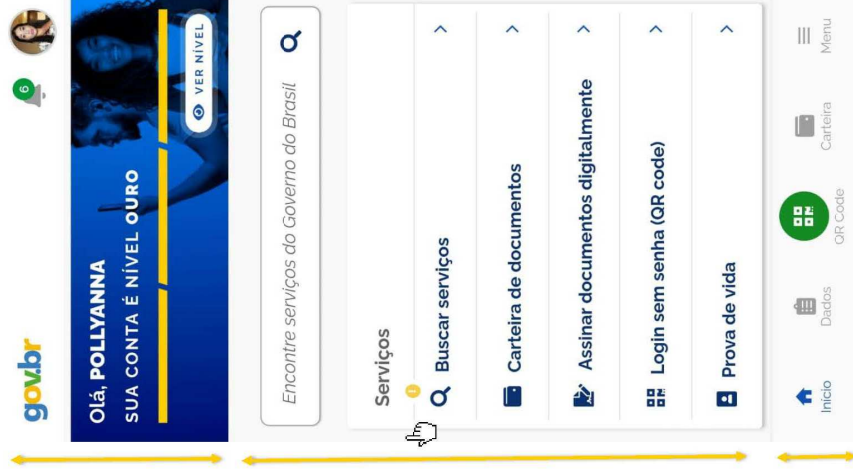 gov.br
6
Olá, POLLYANNA
SUA CONTA É NÍVEL OURO
VER NÍVEL
Encontre serviços do Governo do Brasil
Serviços
Buscar serviços
Carteira de documentos
Assinar documentos digitalmente
Login sem senha (QR code)
Prova de vida
Início
Dados
QR Code
Carteira
Menu